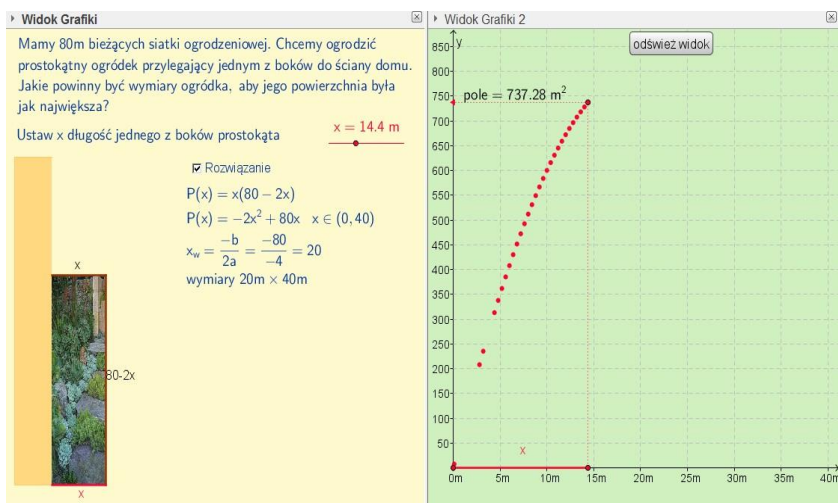 Widok Grafiki
Mamy 80m bieżących siatki ogrodzeniowej. Chcemy ogrodzić
prostokątny ogródek przylegający jednym z boków do ściany domu.
Jakie powinny być wymiary ogródka, aby jego powierzchnia była
jak największa?
Ustaw x długość jednego z boków prostokąta
x = 14.4 m
Rozwiązanie
P(x) = x(80 − 2x)
P(x) = −2x² + 80x x ∈ (0, 40)
x_w = −b/2a = −80/−4 = 20
wymiary 20m × 40m
x
80-2x
x
Widok Grafiki 2
odśwież widok
y
850
800
750
700
650
600
550
500
450
400
350
300
250
200
150
100
50
pole = 737.28 m²
x
0m 5m 10m 15m 20m 25m 30m 35m 40m